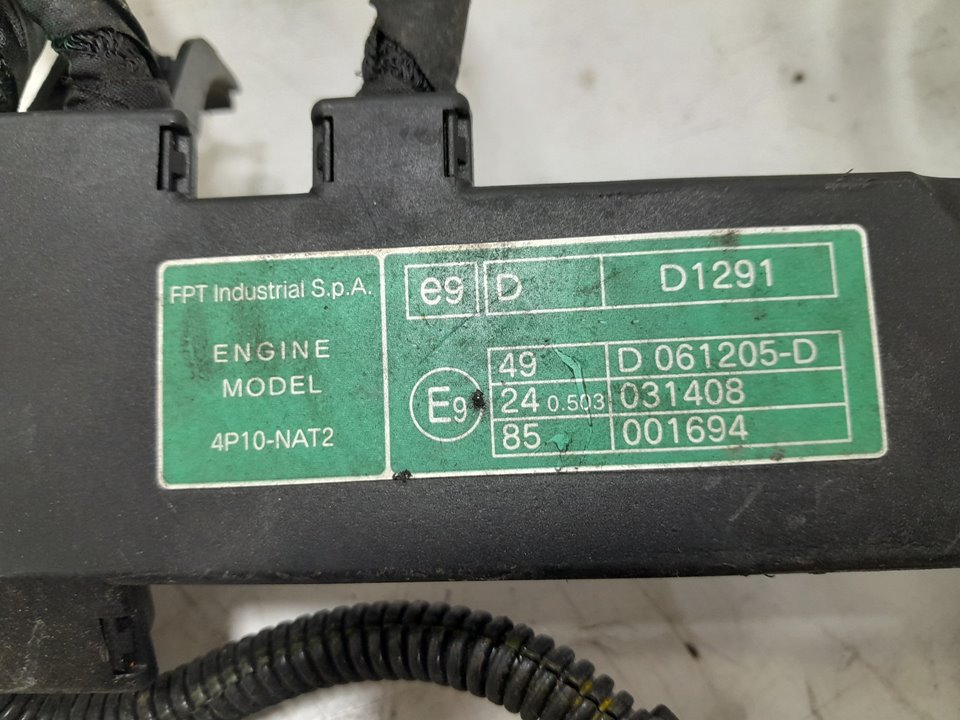 FPT Industrial S.p.A.
ENGINE
MODEL
4P10-NAT2
e9 D D1291
E9
49 D 061205-D
24 0.503 031408
85 001694